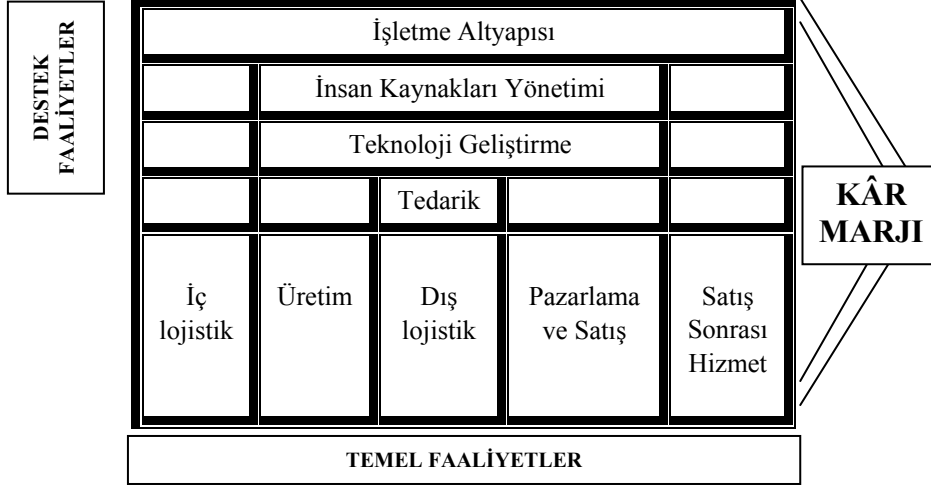 DESTEK
FAALİYETLER
İşletme Altyapısı
İnsan Kaynakları Yönetimi
Teknoloji Geliştirme
Tedarik
İç
lojistik
Üretim
Dış
lojistik
Pazarlama
ve Satış
Satış
Sonrası
Hizmet
KÂR
MARJI
TEMEL FAALİYETLER